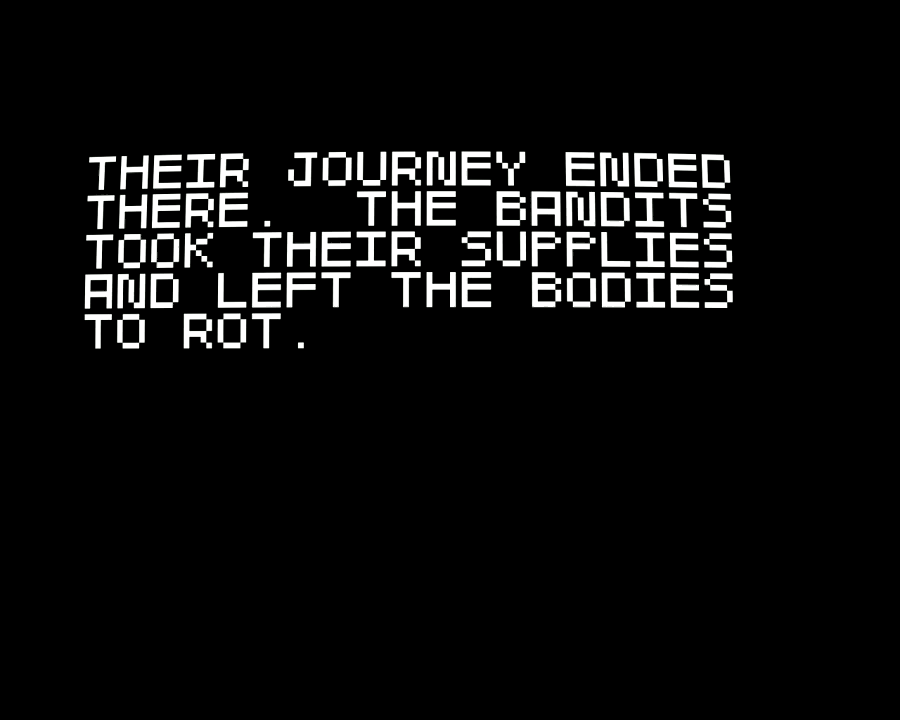 THEIR JOURNEY ENDED
THERE.  THE BANDITS
TOOK THEIR SUPPLIES
AND LEFT THE BODIES
TO ROT.